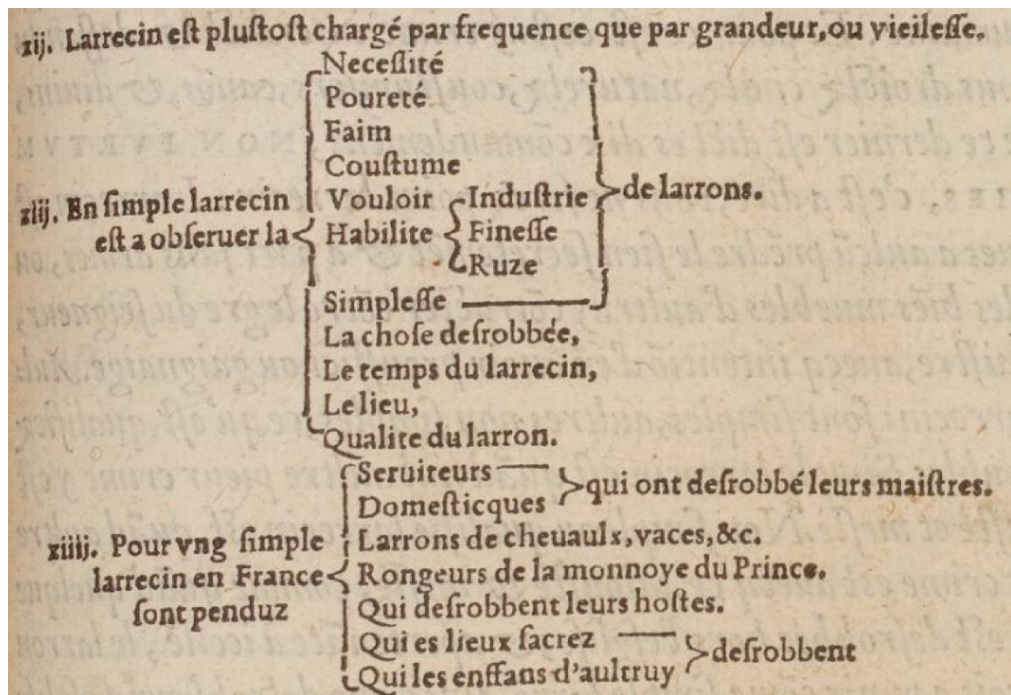 xij. Larrecin eſt pluſtoſt chargé par frequence que par grandeur, ou vieileſſe.
Neceſſité
Poureté
Faim
Couſtume
xiij. En ſimple larrecin Vouloir Induſtrie de larrons.
eſt a obſeruer la Habilite Fineſſe
Ruze
Simpleſſe
La choſe deſrobbée,
Le temps du larrecin,
Le lieu,
Qualite du larron.
Seruiteurs qui ont deſrobbé leurs maiſtres.
Domeſticques
xiiij. Pour vng ſimple Larrons de cheuaulx, vaces, &c.
larrecin en France Rongeurs de la monnoye du Prince.
ſont penduz Qui deſrobbent leurs hoſtes.
Qui es lieux ſacrez deſrobbent
Qui les enffans d'aultruy